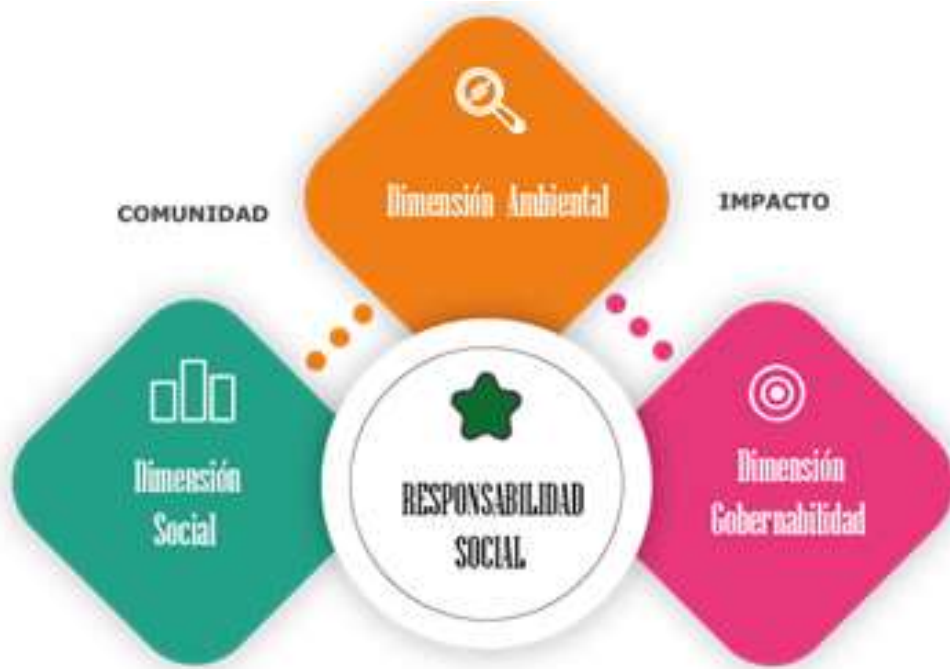 Dimensión Ambiental
COMUNIDAD
IMPACTO
Dimensión
Social
RESPONSABILIDAD
SOCIAL
Dimensión
Gobernabilidad